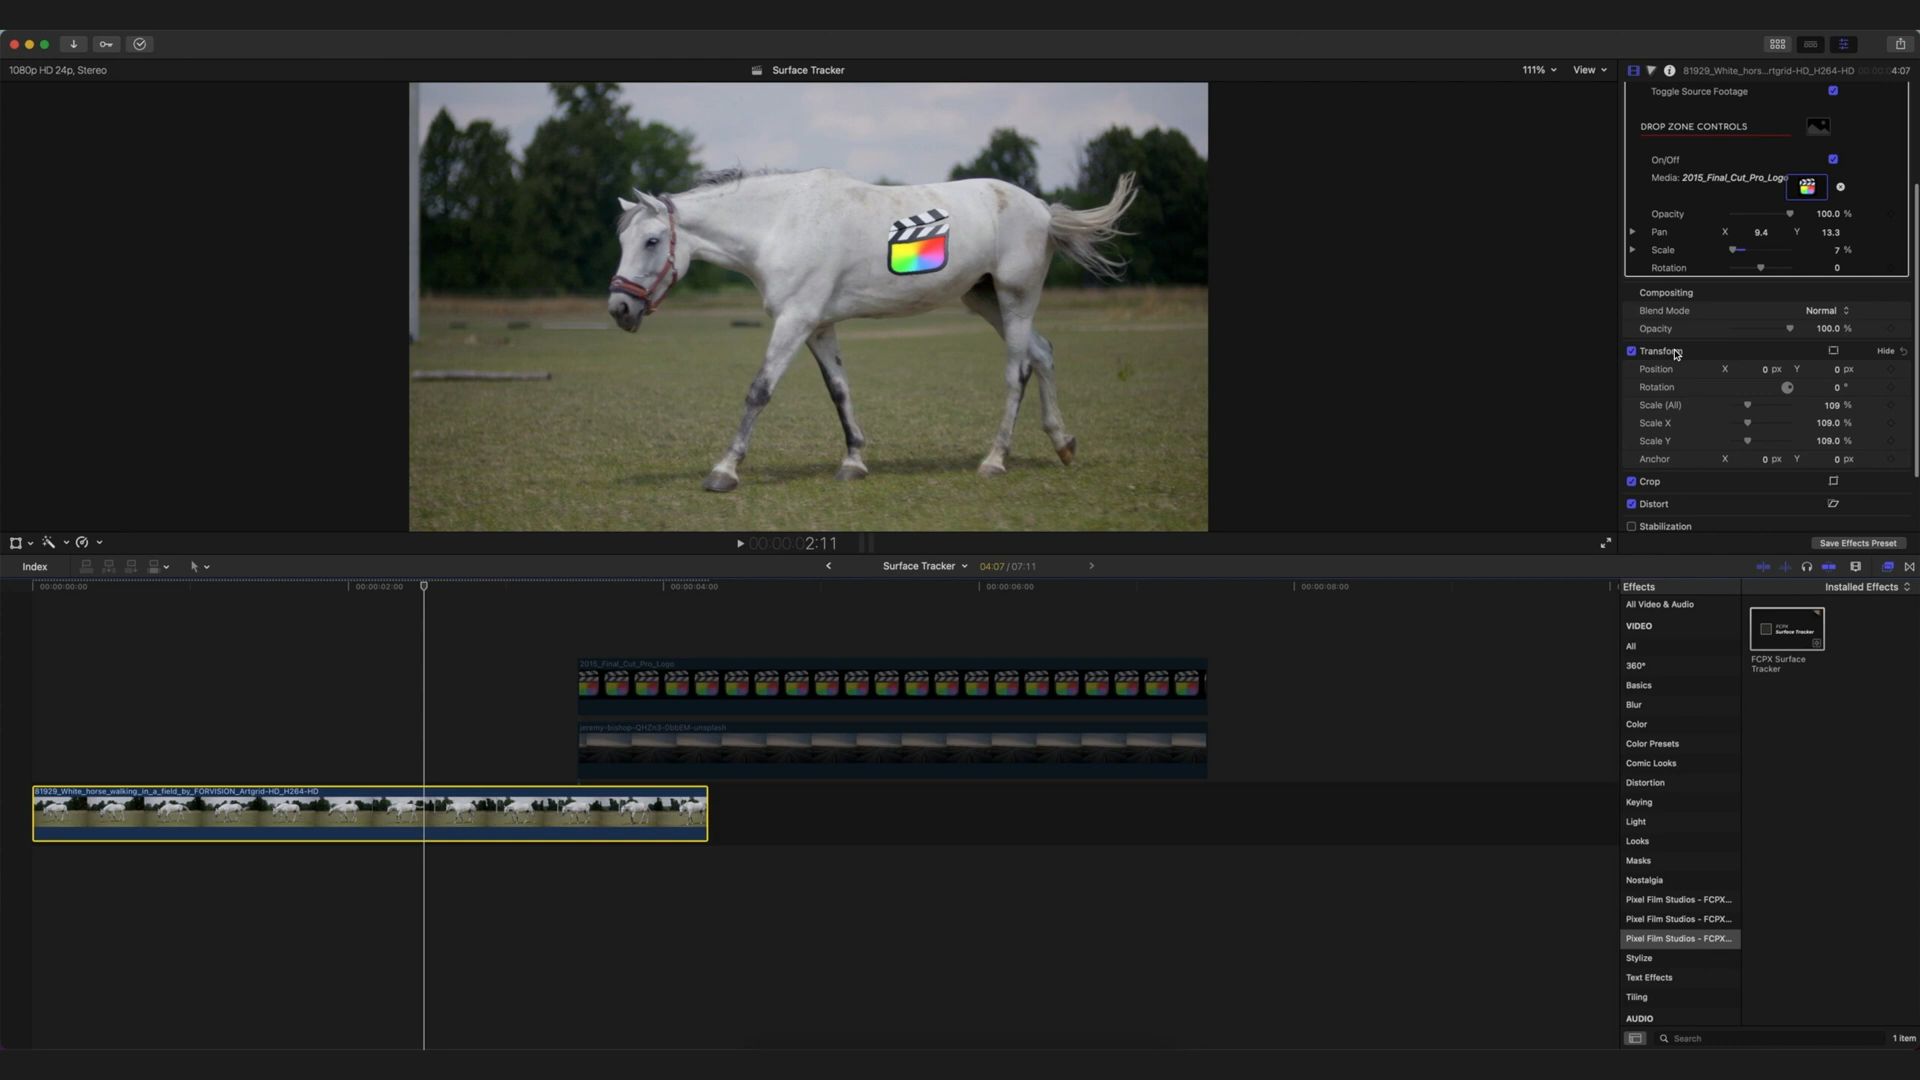 1080p HD 24p, Stereo
Surface Tracker
111%
View
81929_White_hors...rtgrid-HD_H264-HD
4:07
Toggle Source Footage
DROP ZONE CONTROLS
On/Off
Media: 2015_Final_Cut_Pro_Logo
Opacity 100.0 %
Pan X 9.4 Y 13.3
Scale 7 %
Rotation 0
Compositing
Blend Mode Normal
Opacity 100.0 %
Transform Hide
Position X 0 px Y 0 px
Rotation 0 °
Scale (All) 109 %
Scale X 109.0 %
Scale Y 109.0 %
Anchor X 0 px Y 0 px
Crop
Distort
Stabilization
00:00:00:02:11
Save Effects Preset
Index
Surface Tracker
04:07 / 07:11
00:00:00:00
00:00:02:00
00:00:04:00
00:00:06:00
00:00:08:00
2015_Final_Cut_Pro_Logo
81929_White_horse_walking_in_a_field_by_FORVISION_Artgrid-HD_H264-HD
Effects
Installed Effects
All Video & Audio
VIDEO
All
360°
Basics
Blur
Color
Color Presets
Comic Looks
Distortion
Keying
Light
Looks
Masks
Nostalgia
Pixel Film Studios - FCPX...
Pixel Film Studios - FCPX...
Pixel Film Studios - FCPX...
Stylize
Text Effects
Tiling
AUDIO
FCPX
Surface Tracker
FCPX Surface
Tracker
Search
1 item